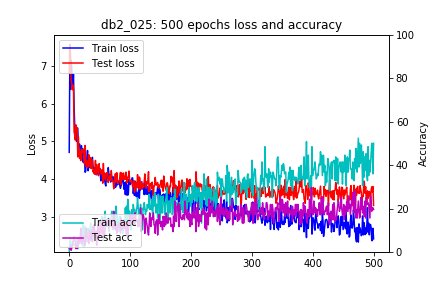 db2_025: 500 epochs loss and accuracy
Train loss
Test loss
Train acc
Test acc
Loss
7
6
5
4
3
Accuracy
100
80
60
40
20
0
0
100
200
300
400
500